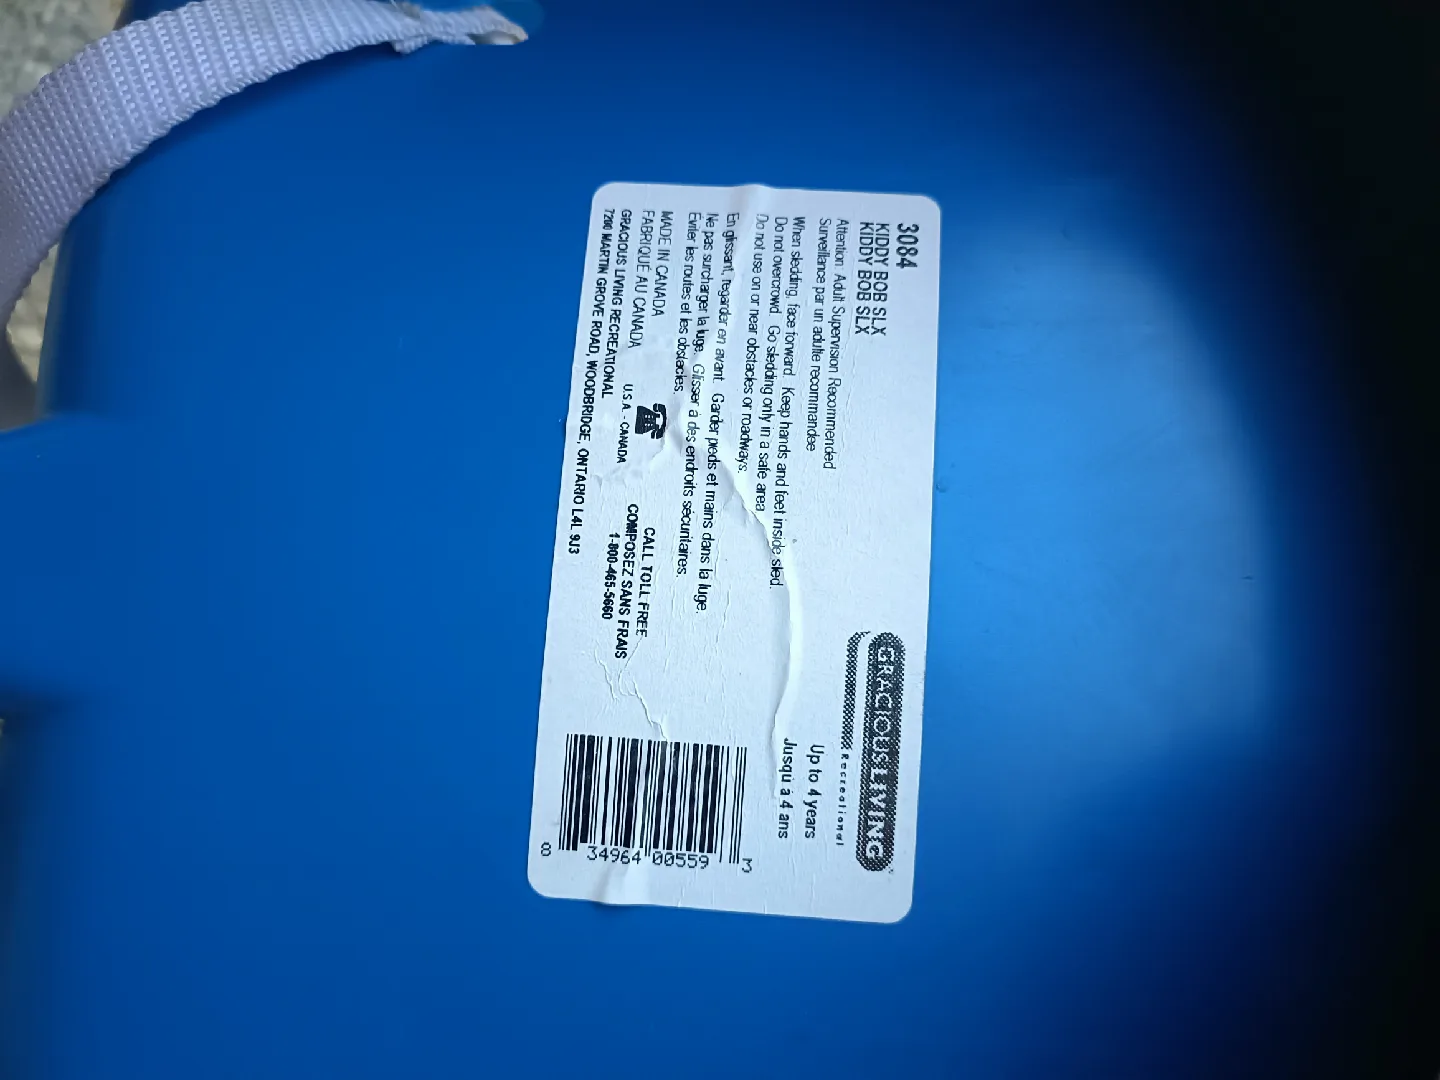 3084
KIDDY BOB SLX
KIDDY BOB SLX
Attention Adult Supervision Recommended
Surveillance par un adulte recommandee
When sledding, face forward. Keep hands and feet inside sled.
Do not overcrowd. Go sledding only in a safe area
Do not use on or near obstacles or roadways.
En glissant, regarder en avant. Garder pieds et mains dans la luge.
Ne pas surcharger la luge. Glisser à des endroits sécuritaires.
Éviter les routes et les obstacles.
MADE IN CANADA
FABRIQUÉ AU CANADA
GRACIOUS LIVING RECREATIONAL
7200 MARTIN GROVE ROAD, WOODBRIDGE, ONTARIO L4L 9J3
U.S.A. - CANADA
CALL TOLL FREE
COMPOSEZ SANS FRAIS
1-800-465-5660
GRACIOUS LIVING
Recreational
Up to 4 years
Jusqu'à 4 ans
8 34964 00559 3